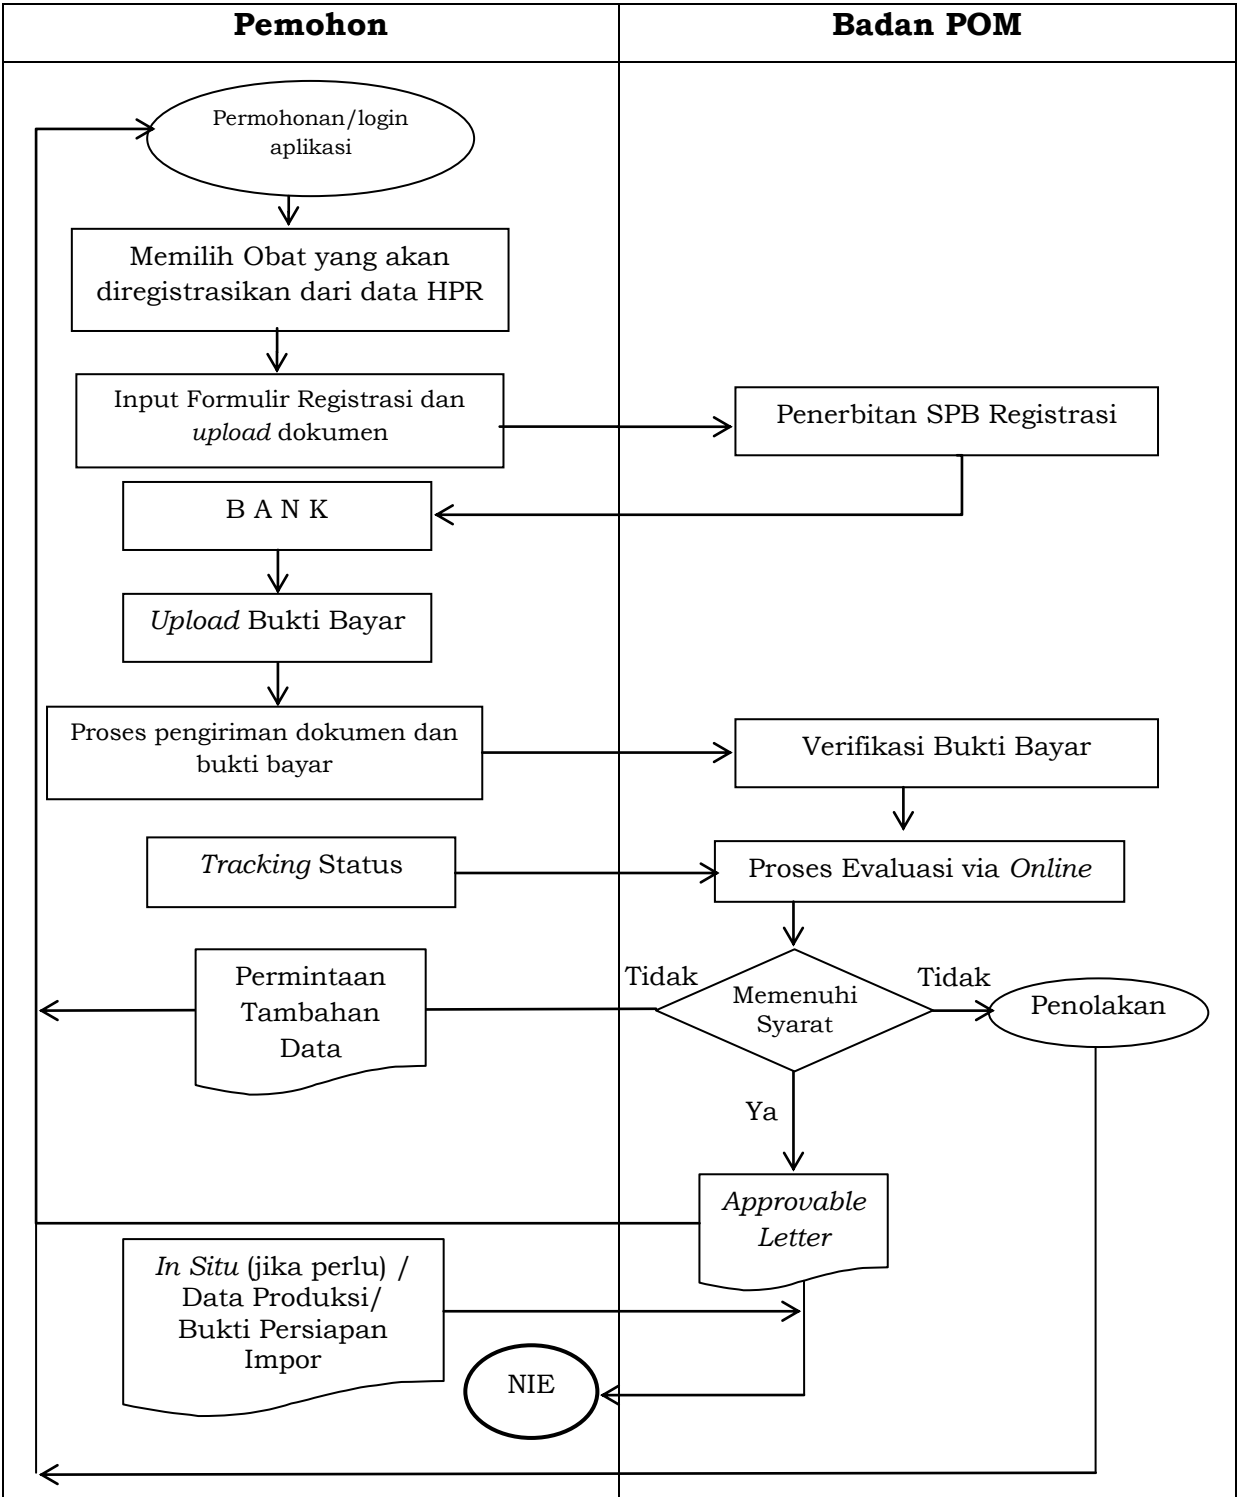 Pemohon
Badan POM
Permohonan/login
aplikasi
Memilih Obat yang akan
diregistrasikan dari data HPR
Input Formulir Registrasi dan
upload dokumen
Penerbitan SPB Registrasi
B A N K
Upload Bukti Bayar
Proses pengiriman dokumen dan
bukti bayar
Verifikasi Bukti Bayar
Tracking Status
Proses Evaluasi via Online
Permintaan
Tambahan
Data
Tidak
Memenuhi
Syarat
Tidak
Penolakan
Ya
Approvable
Letter
In Situ (jika perlu) /
Data Produksi/
Bukti Persiapan
Impor
NIE